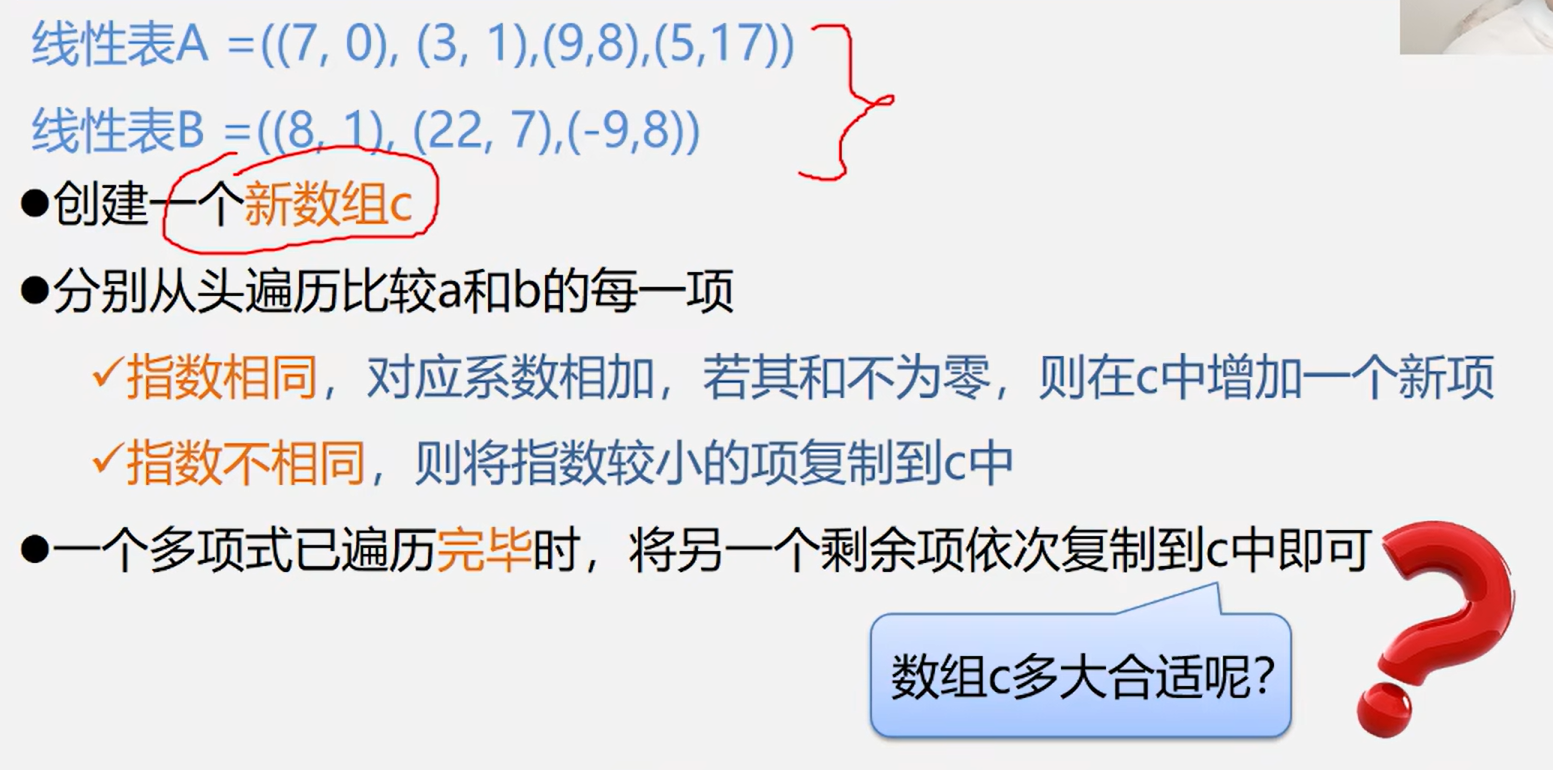 线性表A =((7, 0), (3, 1),(9,8),(5,17))
线性表B =((8, 1), (22, 7),(-9,8))
●创建一个新数组c
●分别从头遍历比较a和b的每一项
✓指数相同，对应系数相加，若其和不为零，则在c中增加一个新项
✓指数不相同，则将指数较小的项复制到c中
●一个多项式已遍历完毕时，将另一个剩余项依次复制到c中即可
数组c多大合适呢？